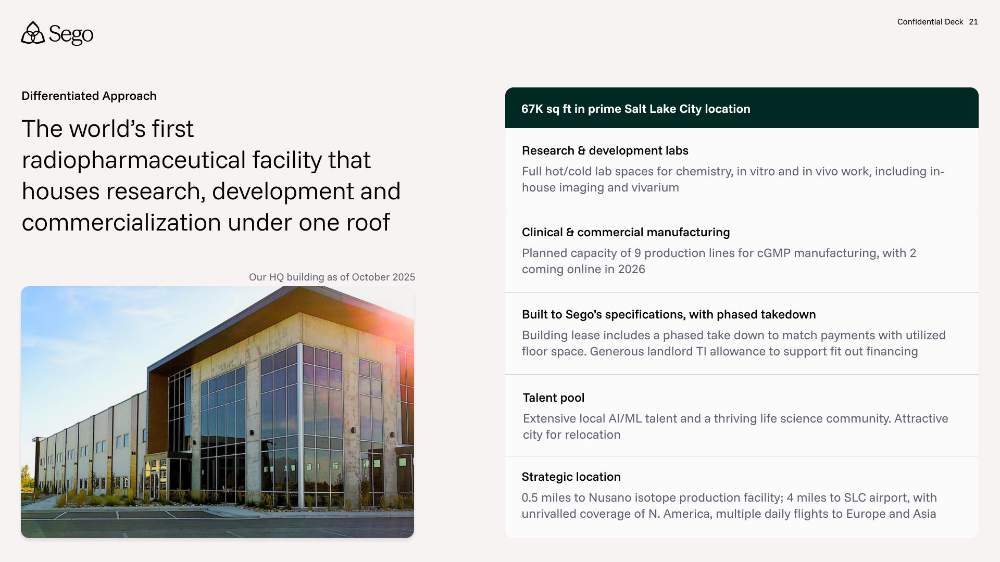 Sego
Confidential Deck 21
Differentiated Approach
The world’s first
radiopharmaceutical facility that
houses research, development and
commercialization under one roof
Our HQ building as of October 2025
67K sq ft in prime Salt Lake City location
Research & development labs
Full hot/cold lab spaces for chemistry, in vitro and in vivo work, including in-
house imaging and vivarium
Clinical & commercial manufacturing
Planned capacity of 9 production lines for cGMP manufacturing, with 2
coming online in 2026
Built to Sego’s specifications, with phased takedown
Building lease includes a phased take down to match payments with utilized
floor space. Generous landlord TI allowance to support fit out financing
Talent pool
Extensive local AI/ML talent and a thriving life science community. Attractive
city for relocation
Strategic location
0.5 miles to Nusano isotope production facility; 4 miles to SLC airport, with
unrivalled coverage of N. America, multiple daily flights to Europe and Asia